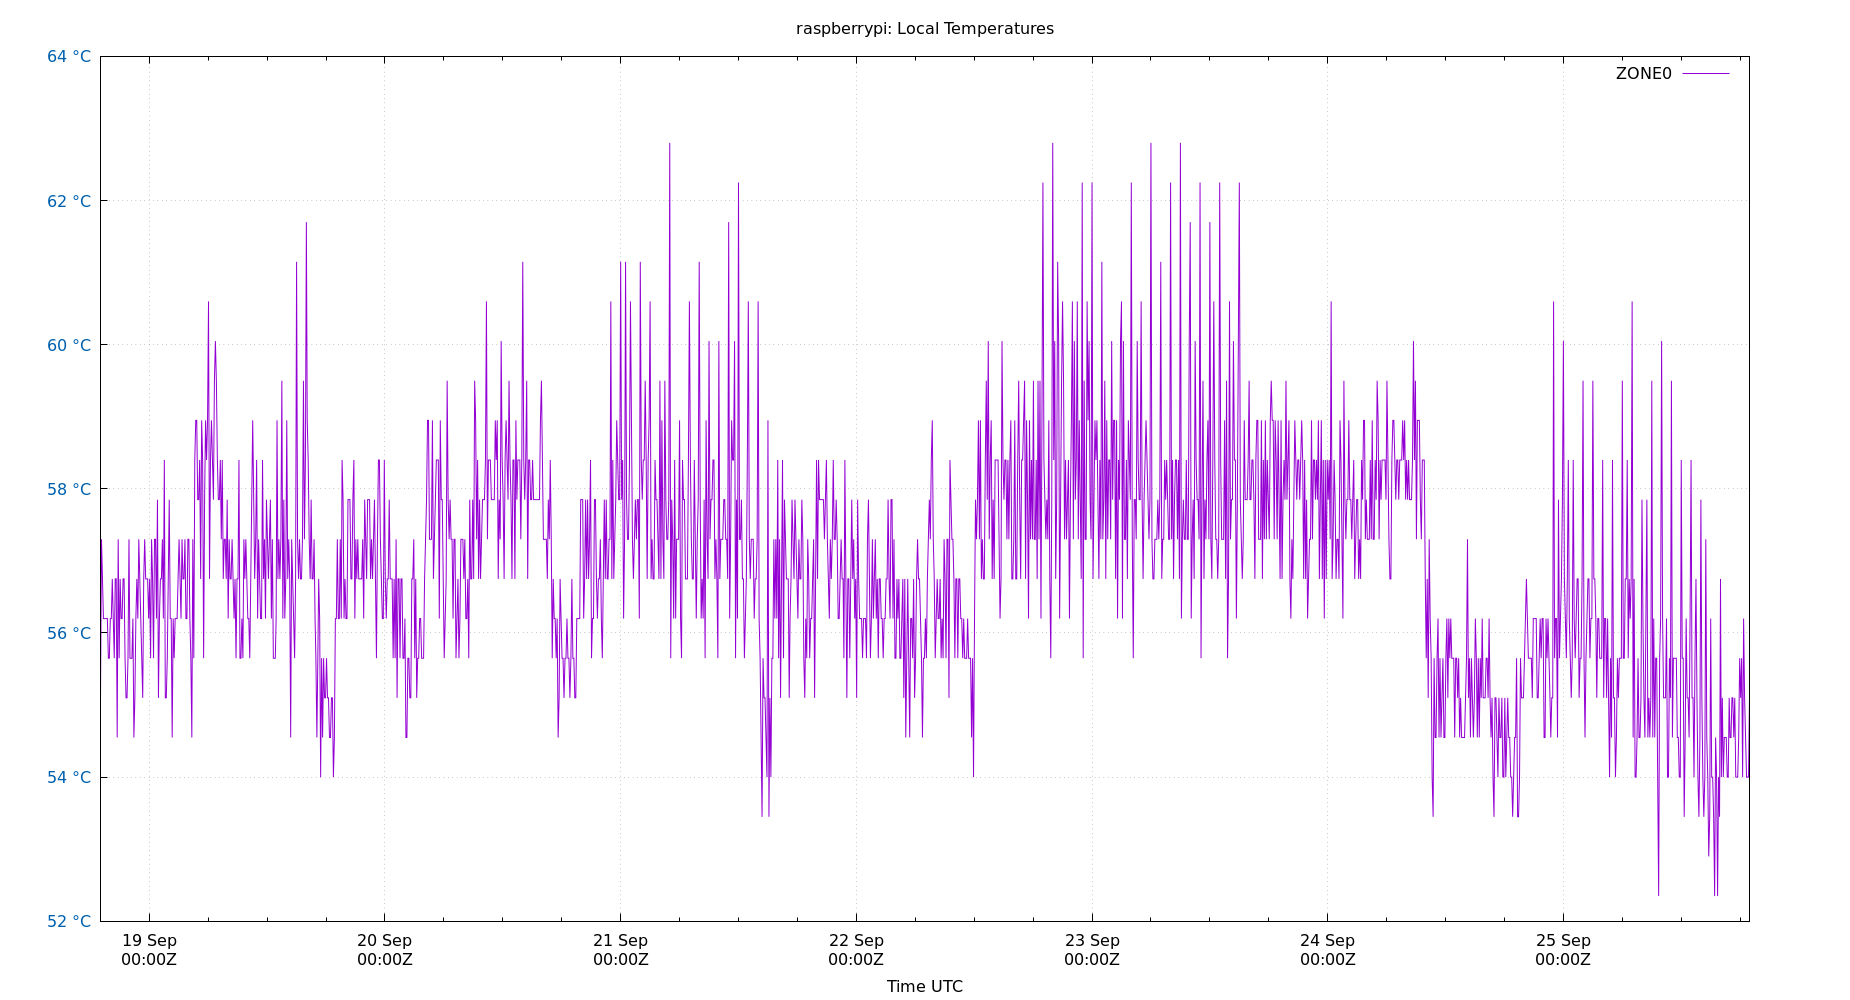 raspberrypi: Local Temperatures
64 °C
ZONE0
62 °C
60 °C
58 °C
56 °C
54 °C
52 °C
19 Sep
00:00Z
20 Sep
00:00Z
21 Sep
00:00Z
22 Sep
00:00Z
23 Sep
00:00Z
24 Sep
00:00Z
25 Sep
00:00Z
Time UTC